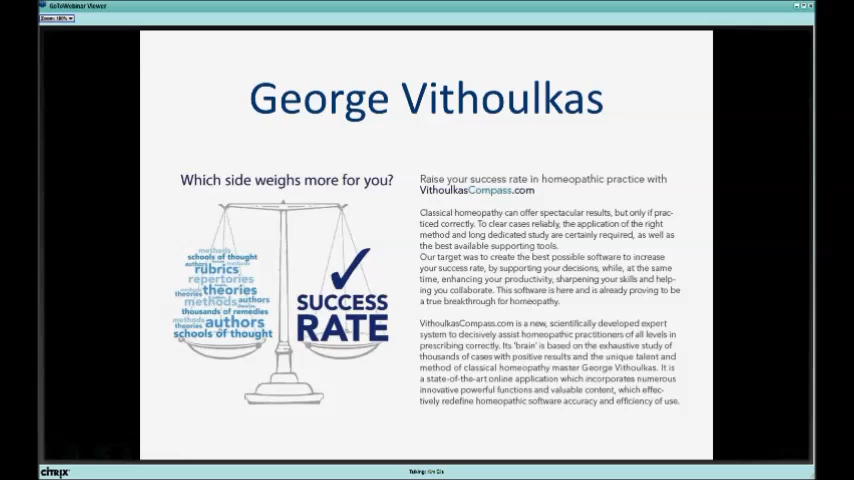 GoToWebinar Viewer
Zoom: 100%
George Vithoulkas
Which side weighs more for you?
methods
schools of thought
authors
rubrics
repertories
theories
theories
methods authors
thousands of remedies
methods
theories authors
schools of thought
SUCCESS
RATE
Raise your success rate in homeopathic practice with
VithoulkasCompass.com
Classical homeopathy can offer spectacular results, but only if prac-
ticed correctly. To clear cases reliably, the application of the right
method and long dedicated study are certainly required, as well as
the best available supporting tools.
Our target was to create the best possible software to increase
your success rate, by supporting your decisions, while, at the same
time, enhancing your productivity, sharpening your skills and help-
ing you collaborate. This software is here and is already proving to be
a true breakthrough for homeopathy.
VithoulkasCompass.com is a new, scientifically developed expert
system to decisively assist homeopathic practitioners of all levels in
prescribing correctly. Its 'brain' is based on the exhaustive study of
thousands of cases with positive results and the unique talent and
method of classical homeopathy master George Vithoulkas. It is
a state-of-the-art online application which incorporates numerous
innovative powerful functions and valuable content, which effec-
tively redefine homeopathic software accuracy and efficiency of use.
CITRIX
Talking: